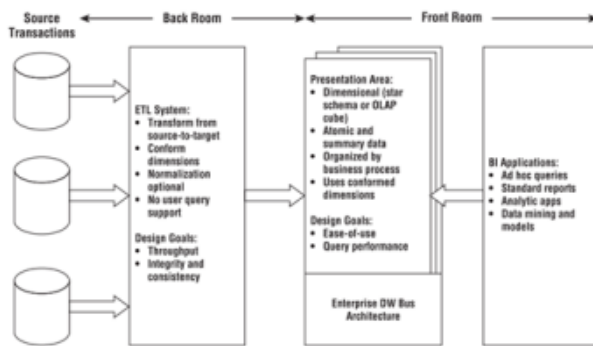 Source
Transactions
Back Room
Front Room
ETL System:
• Transform from
source-to-target
• Conform
dimensions
• Normalization
optional
• No user query
support
Design Goals:
• Throughput
• Integrity and
consistency
Presentation Area:
• Dimensional (star
schema or OLAP
cube)
• Atomic and
summary data
• Organized by
business process
• Uses conformed
dimensions
Design Goals:
• Ease-of-use
• Query performance
Enterprise DW Bus
Architecture
BI Applications:
• Ad hoc queries
• Standard reports
• Analytic apps
• Data mining and
models